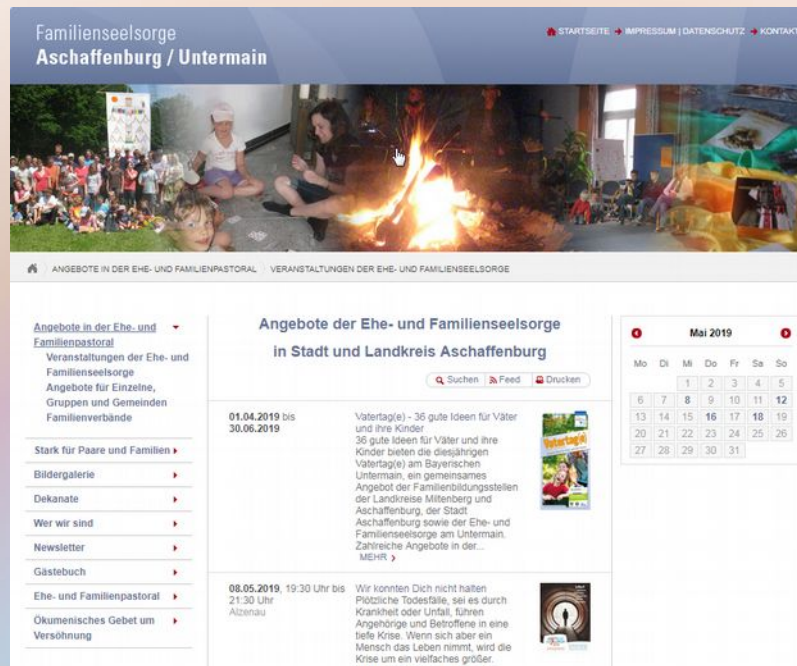 Familienseelsorge
Aschaffenburg / Untermain
STARTSEITE IMPRESSUM | DATENSCHUTZ KONTAKT
ANGEBOTE IN DER EHE- UND FAMILIENPASTORAL VERANSTALTUNGEN DER EHE- UND FAMILIENSEELSORGE
Angebote in der Ehe- und
Familienpastoral
Veranstaltungen der Ehe- und
Familienseelsorge
Angebote für Einzelne,
Gruppen und Gemeinden
Familienverbände
Stark für Paare und Familien
Bildergalerie
Dekanate
Wer wir sind
Newsletter
Gästebuch
Ehe- und Familienpastoral
Ökumenisches Gebet um
Versöhnung
Angebote der Ehe- und Familienseelsorge
in Stadt und Landkreis Aschaffenburg
Suchen Feed Drucken
01.04.2019 bis
30.06.2019
Vatertag(e) - 36 gute Ideen für Väter
und ihre Kinder
36 gute Ideen für Väter und ihre
Kinder bieten die diesjährigen
Vatertag(e) am Bayerischen
Untermain, ein gemeinsames
Angebot der Familienbildungsstellen
der Landkreise Miltenberg und
Aschaffenburg, der Stadt
Aschaffenburg sowie der Ehe- und
Familienseelsorge am Untermain.
Zahlreiche Angebote in der...
MEHR
Vatertag(e)
08.05.2019, 19:30 Uhr bis
21:30 Uhr
Alzenau
Wir konnten Dich nicht halten
Plötzliche Todesfälle, sei es durch
Krankheit oder Unfall, führen
Angehörige und Betroffene in eine
tiefe Krise. Wenn sich aber ein
Mensch das Leben nimmt, wird die
Krise um ein vielfaches größer.
Mai 2019
Mo Di Mi Do Fr Sa So
1 2 3 4 5
6 7 8 9 10 11 12
13 14 15 16 17 18 19
20 21 22 23 24 25 26
27 28 29 30 31